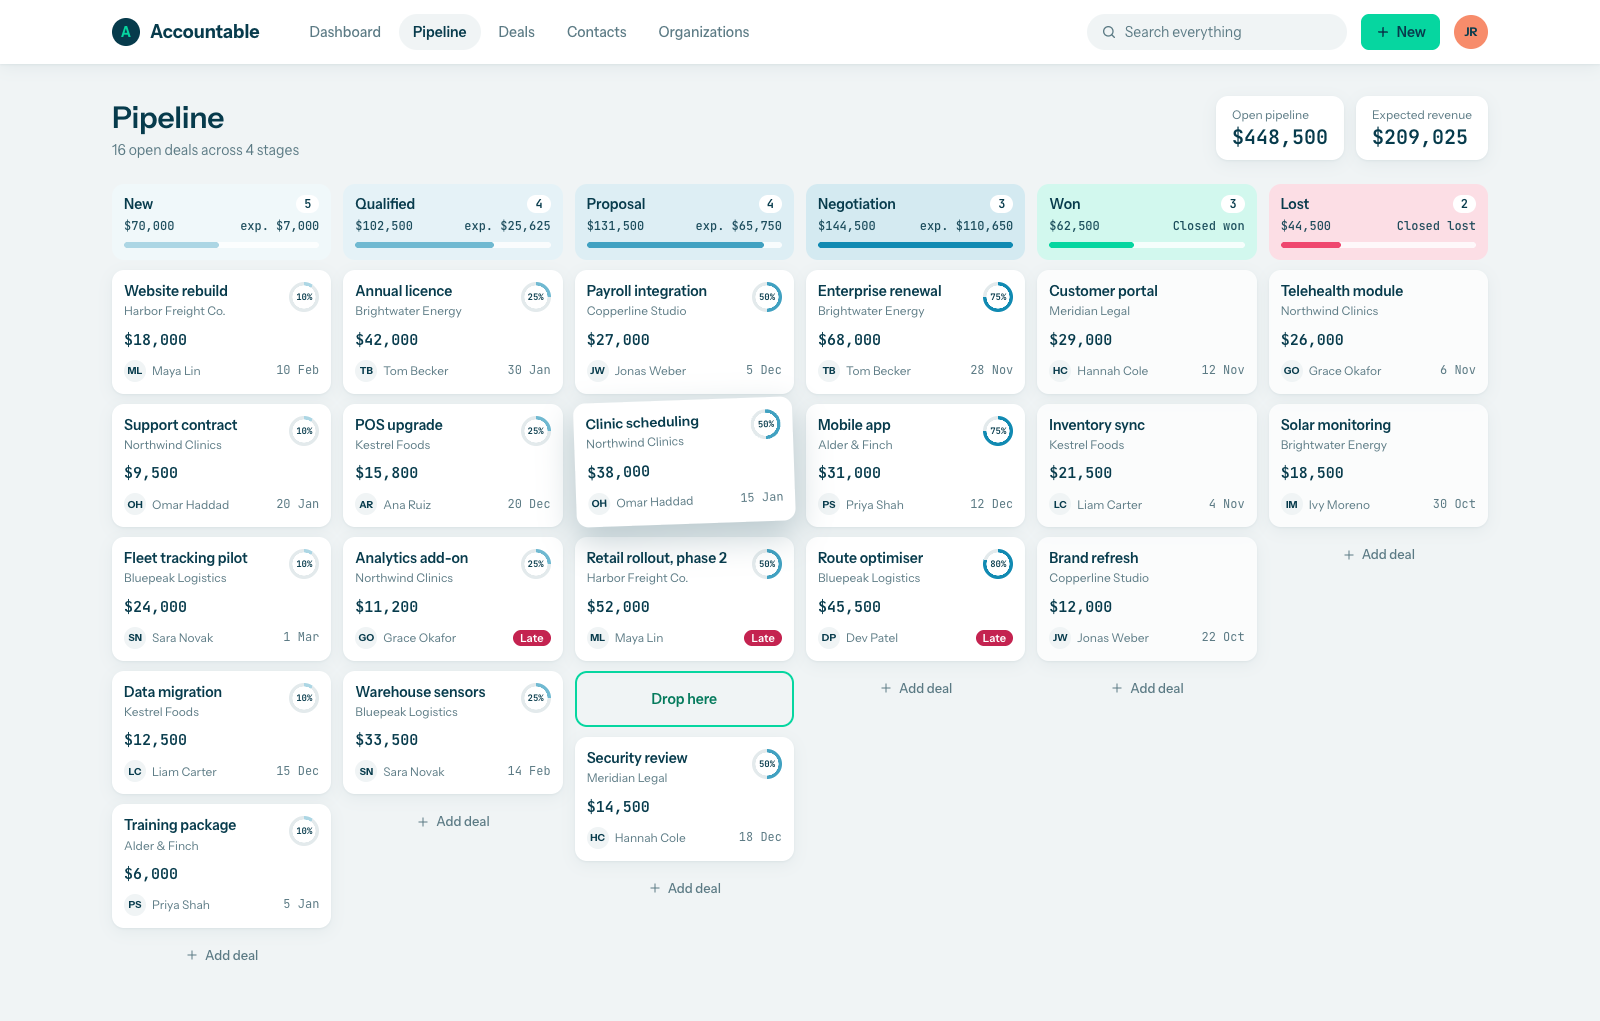 A Accountable Dashboard Pipeline Deals Contacts Organizations Search everything + New JR
Pipeline
16 open deals across 4 stages
Open pipeline
$448,500
Expected revenue
$209,025
New 5
$70,000 exp. $7,000
Website rebuild 10%
Harbor Freight Co.
$18,000
ML Maya Lin 10 Feb
Support contract 10%
Northwind Clinics
$9,500
OH Omar Haddad 20 Jan
Fleet tracking pilot 10%
Bluepeak Logistics
$24,000
SN Sara Novak 1 Mar
Data migration 10%
Kestrel Foods
$12,500
LC Liam Carter 15 Dec
Training package 10%
Alder & Finch
$6,000
PS Priya Shah 5 Jan
+ Add deal
Qualified 4
$102,500 exp. $25,625
Annual licence 25%
Brightwater Energy
$42,000
TB Tom Becker 30 Jan
POS upgrade 25%
Kestrel Foods
$15,800
AR Ana Ruiz 20 Dec
Analytics add-on 25%
Northwind Clinics
$11,200
GO Grace Okafor Late
Warehouse sensors 25%
Bluepeak Logistics
$33,500
SN Sara Novak 14 Feb
+ Add deal
Proposal 4
$131,500 exp. $65,750
Payroll integration 50%
Copperline Studio
$27,000
JW Jonas Weber 5 Dec
Clinic scheduling 50%
Northwind Clinics
$38,000
OH Omar Haddad 15 Jan
Retail rollout, phase 2 50%
Harbor Freight Co.
$52,000
ML Maya Lin Late
Drop here
Security review 50%
Meridian Legal
$14,500
HC Hannah Cole 18 Dec
+ Add deal
Negotiation 3
$144,500 exp. $110,650
Enterprise renewal 75%
Brightwater Energy
$68,000
TB Tom Becker 28 Nov
Mobile app 75%
Alder & Finch
$31,000
PS Priya Shah 12 Dec
Route optimiser 80%
Bluepeak Logistics
$45,500
DP Dev Patel Late
+ Add deal
Won 3
$62,500 Closed won
Customer portal
Meridian Legal
$29,000
HC Hannah Cole 12 Nov
Inventory sync
Kestrel Foods
$21,500
LC Liam Carter 4 Nov
Brand refresh
Copperline Studio
$12,000
JW Jonas Weber 22 Oct
+ Add deal
Lost 2
$44,500 Closed lost
Telehealth module
Northwind Clinics
$26,000
GO Grace Okafor 6 Nov
Solar monitoring
Brightwater Energy
$18,500
IM Ivy Moreno 30 Oct
+ Add deal